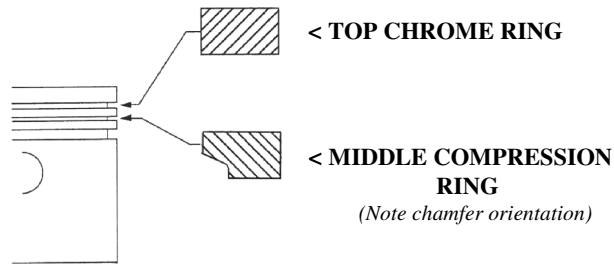 < TOP CHROME RING
< MIDDLE COMPRESSION
RING
(Note chamfer orientation)